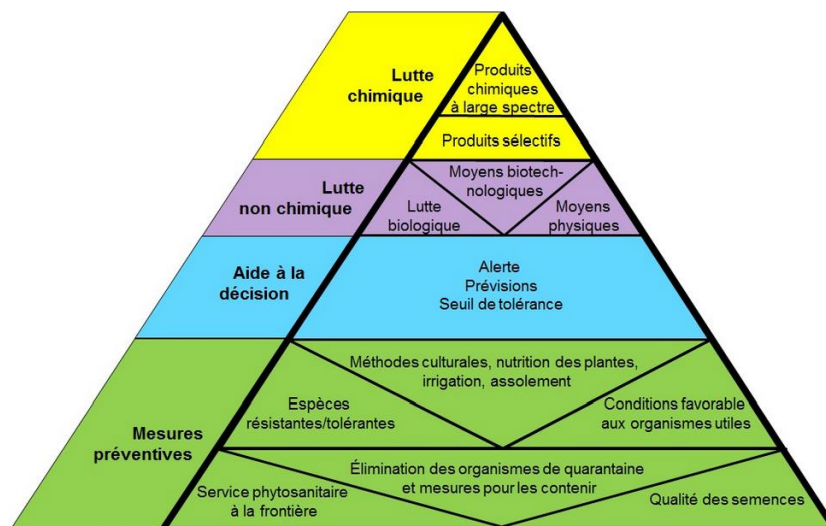 Lutte
chimique
Produits
chimiques
à large spectre
Produits sélectifs
Lutte
non chimique
Moyens biotech-
nologiques
Lutte
biologique
Moyens
physiques
Aide à la
décision
Alerte
Prévisions
Seuil de tolérance
Mesures
préventives
Méthodes culturales, nutrition des plantes,
irrigation, assolement
Espèces
résistantes/tolérantes
Conditions favorable
aux organismes utiles
Élimination des organismes de quarantaine
et mesures pour les contenir
Service phytosanitaire
à la frontière
Qualité des semences